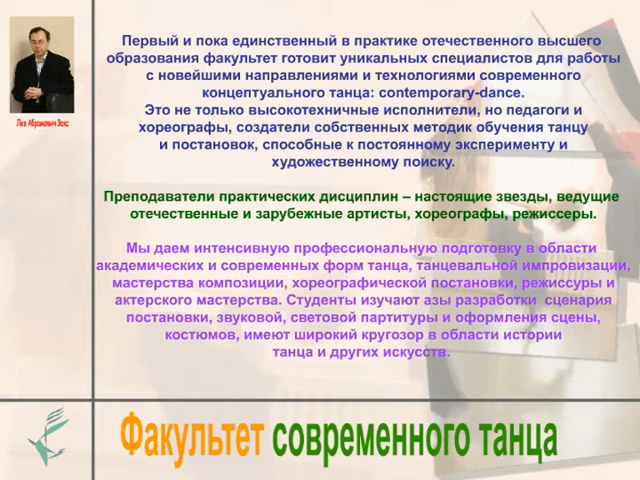 Лев Абрамович Закс
Первый и пока единственный в практике отечественного высшего
образования факультет готовит уникальных специалистов для работы
с новейшими направлениями и технологиями современного
концептуального танца: contemporary-dance.
Это не только высокотехничные исполнители, но педагоги и
хореографы, создатели собственных методик обучения танцу
и постановок, способные к постоянному эксперименту и
художественному поиску.
Преподаватели практических дисциплин – настоящие звезды, ведущие
отечественные и зарубежные артисты, хореографы, режиссеры.
Мы даем интенсивную профессиональную подготовку в области
академических и современных форм танца, танцевальной импровизации,
мастерства композиции, хореографической постановки, режиссуры и
актерского мастерства. Студенты изучают азы разработки сценария
постановки, звуковой, световой партитуры и оформления сцены,
костюмов, имеют широкий кругозор в области истории
танца и других искусств.
Факультет современного танца